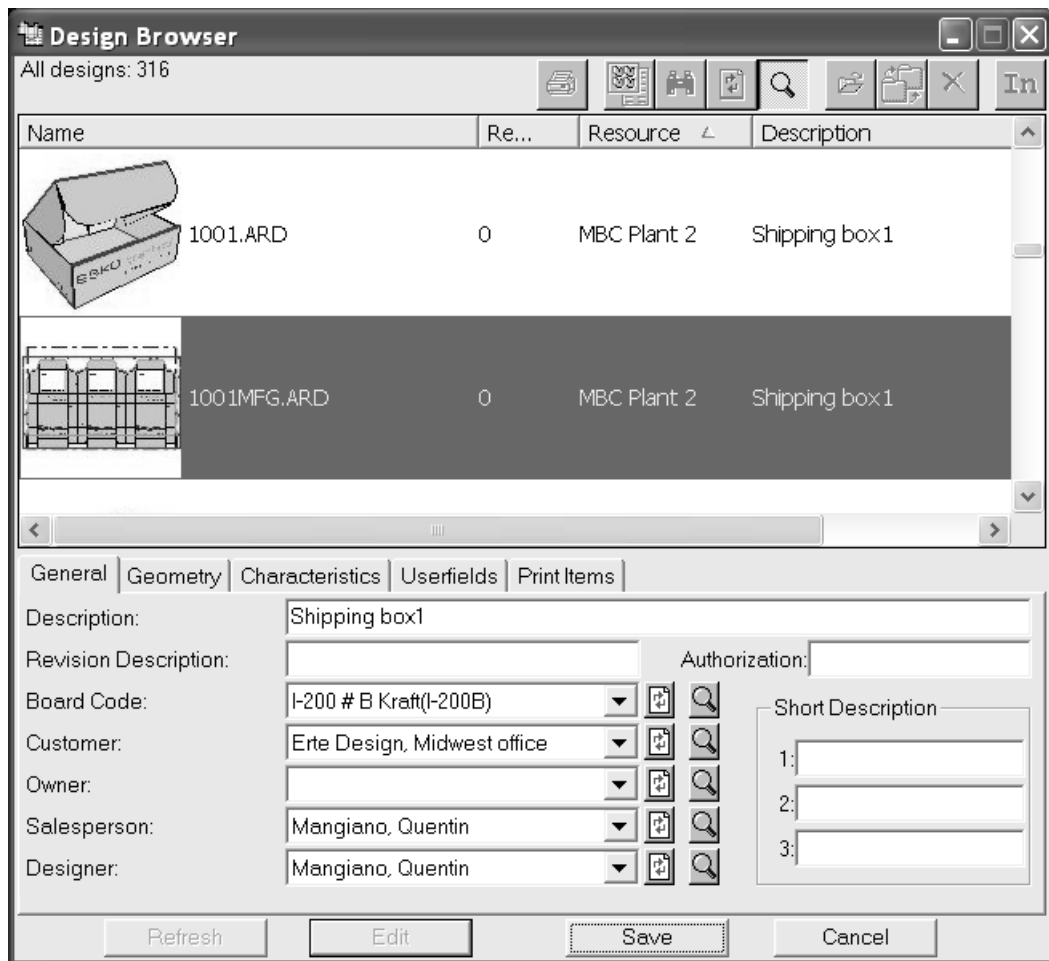 Design Browser
All designs: 316
In
Name Re... Resource Description
ESKO
1001.ARD 0 MBC Plant 2 Shipping box1
1001MFG.ARD 0 MBC Plant 2 Shipping box1
General Geometry Characteristics Userfields Print Items
Description: Shipping box1
Revision Description: Authorization:
Board Code: I-200 # B Kraft(I-200B)
Short Description
Customer: Erte Design, Midwest office
1:
Owner:
2:
Salesperson: Mangiano, Quentin
3:
Designer: Mangiano, Quentin
Refresh Edit Save Cancel